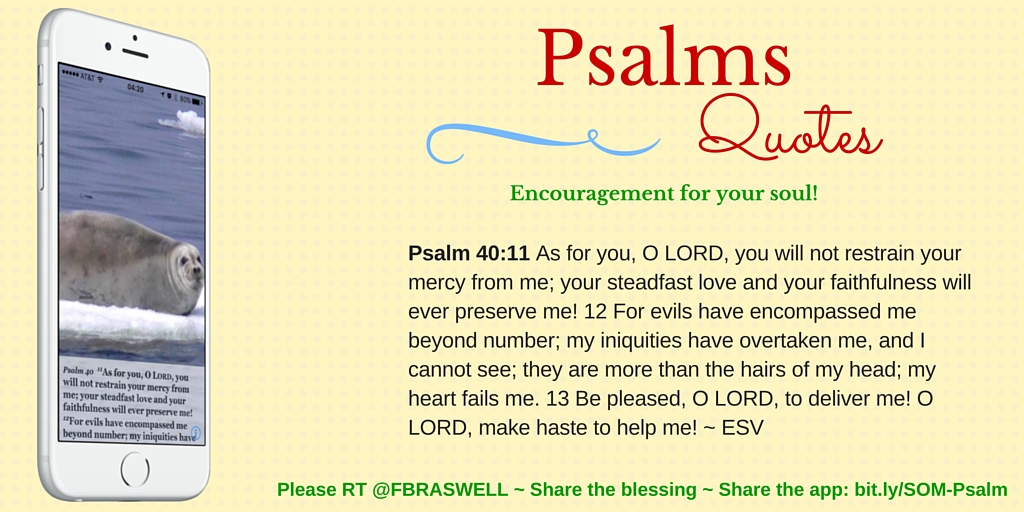 AT&T
04:20
80%
Psalm 40 ¹¹As for you, O LORD, you
will not restrain your mercy from
me; your steadfast love and your
faithfulness will ever preserve me!
¹²For evils have encompassed me
beyond number; my iniquities have
Psalms
Quotes
Encouragement for your soul!
Psalm 40:11 As for you, O LORD, you will not restrain your
mercy from me; your steadfast love and your faithfulness will
ever preserve me! 12 For evils have encompassed me
beyond number; my iniquities have overtaken me, and I
cannot see; they are more than the hairs of my head; my
heart fails me. 13 Be pleased, O LORD, to deliver me! O
LORD, make haste to help me! ~ ESV
Please RT @FBRASWELL ~ Share the blessing ~ Share the app: bit.ly/SOM-Psalm